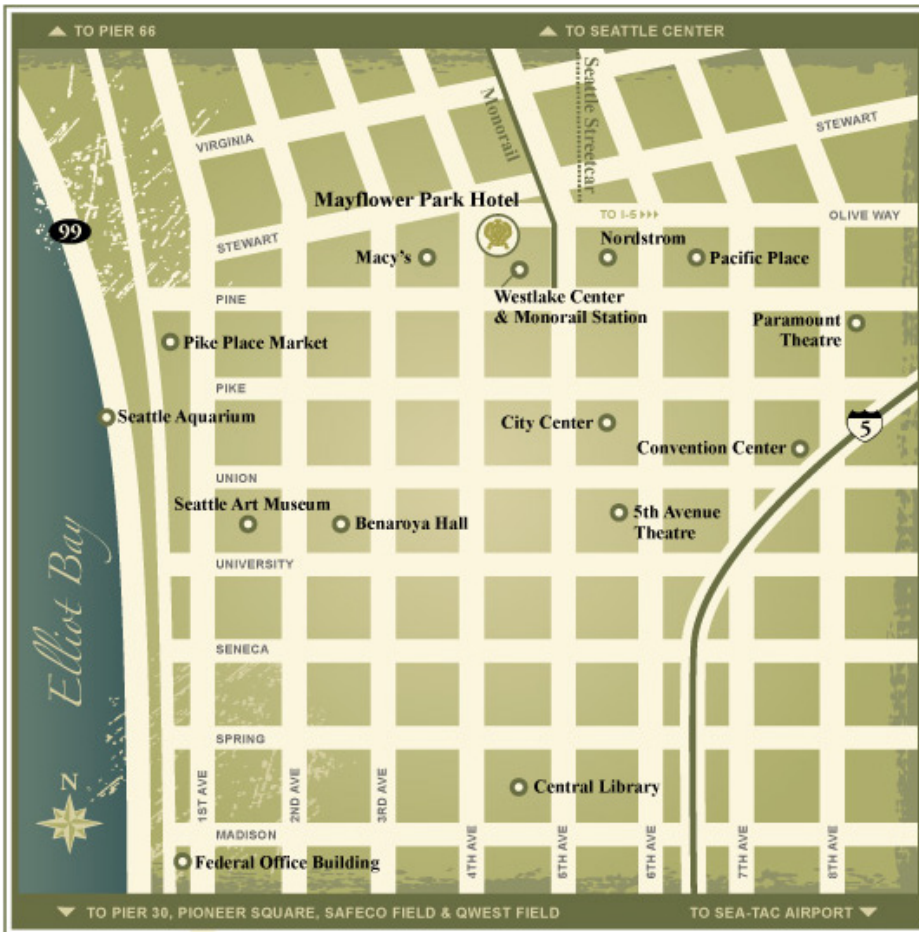 TO PIER 66
TO SEATTLE CENTER
Monorail
Seattle Streetcar
VIRGINIA
STEWART
Mayflower Park Hotel
TO I-5
OLIVE WAY
99
STEWART
Nordstrom
Macy's
Pacific Place
PINE
Westlake Center
& Monorail Station
Paramount
Theatre
Pike Place Market
PIKE
Seattle Aquarium
City Center
5
Convention Center
UNION
Seattle Art Museum
Benaroya Hall
5th Avenue
Theatre
UNIVERSITY
Elliot Bay
SENECA
SPRING
N
Central Library
1ST AVE
2ND AVE
3RD AVE
4TH AVE
5TH AVE
6TH AVE
7TH AVE
8TH AVE
MADISON
Federal Office Building
TO PIER 30, PIONEER SQUARE, SAFECO FIELD & QWEST FIELD
TO SEA-TAC AIRPORT